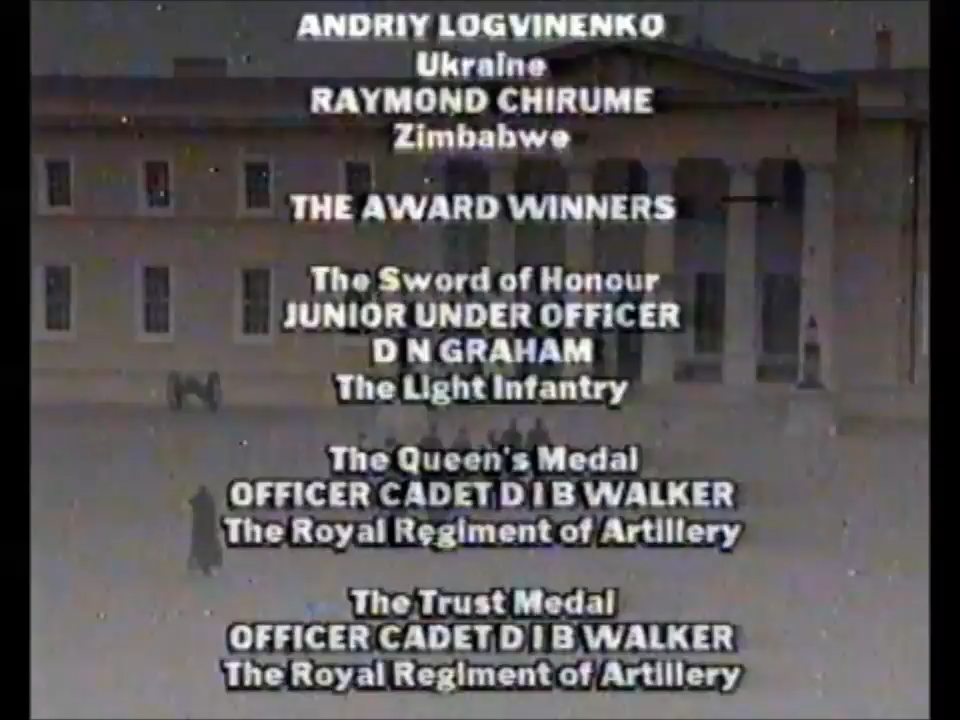 ANDRIY LOGVINENKO
Ukraine
RAYMOND CHIRUME
Zimbabwe
THE AWARD WINNERS
The Sword of Honour
JUNIOR UNDER OFFICER
D N GRAHAM
The Light Infantry
The Queen's Medal
OFFICER CADET D I B WALKER
The Royal Regiment of Artillery
The Trust Medal
OFFICER CADET D I B WALKER
The Royal Regiment of Artillery